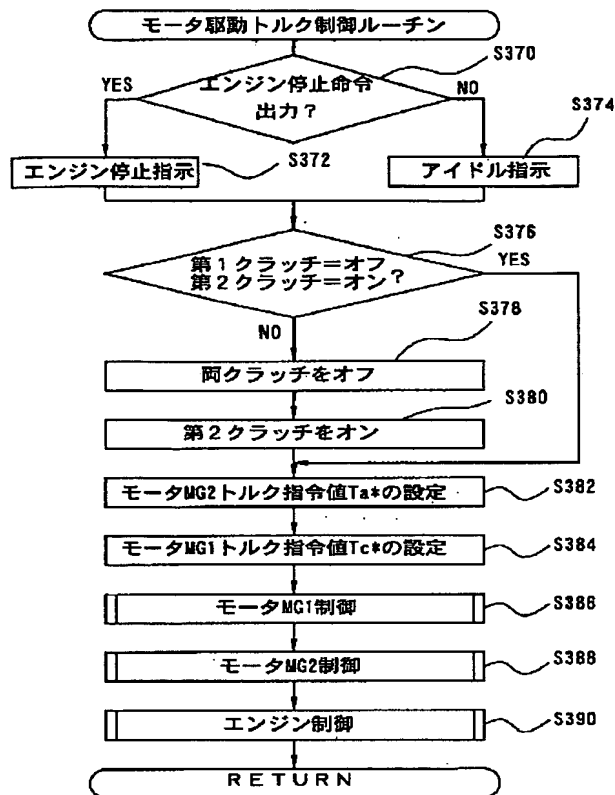 モータ駆動トルク制御ルーチン
S370
エンジン停止命令
出力？
YES
NO
S374
エンジン停止指示
S372
アイドル指示
S376
第1クラッチ＝オフ
第2クラッチ＝オン？
YES
NO
S378
両クラッチをオフ
S380
第2クラッチをオン
モータMG2トルク指令値Ta*の設定
S382
モータMG1トルク指令値Tc*の設定
S384
モータMG1制御
S386
モータMG2制御
S388
エンジン制御
S390
RETURN